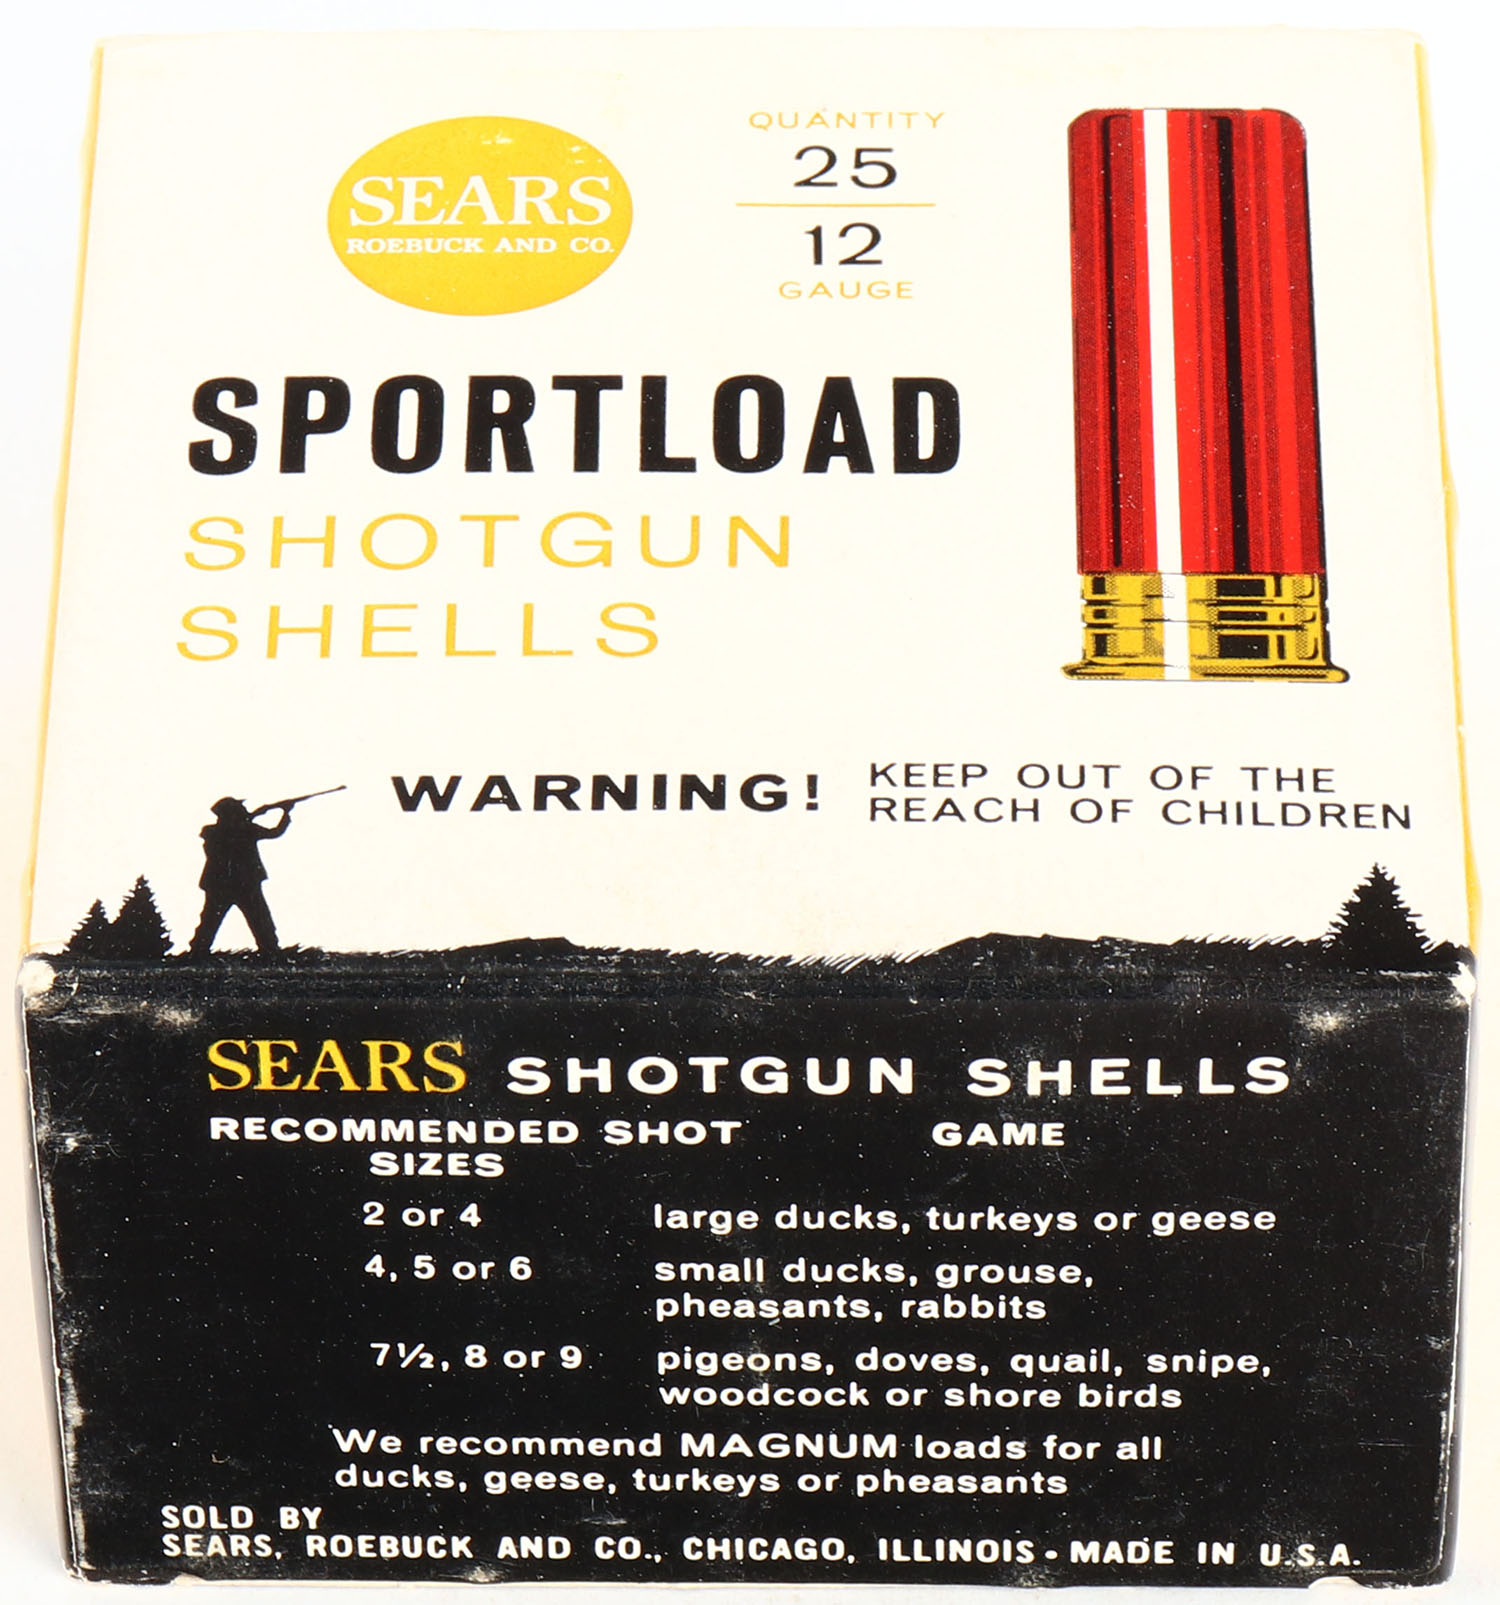 SEARS
ROEBUCK AND CO.
QUANTITY
25
12
GAUGE
SPORTLOAD
SHOTGUN
SHELLS
WARNING!
KEEP OUT OF THE
REACH OF CHILDREN
SEARS SHOTGUN SHELLS
RECOMMENDED SHOT GAME
SIZES
2 or 4 large ducks, turkeys or geese
4, 5 or 6 small ducks, grouse,
pheasants, rabbits
7½, 8 or 9 pigeons, doves, quail, snipe,
woodcock or shore birds
We recommend MAGNUM loads for all
ducks, geese, turkeys or pheasants
SOLD BY
SEARS, ROEBUCK AND CO., CHICAGO, ILLINOIS • MADE IN U.S.A.